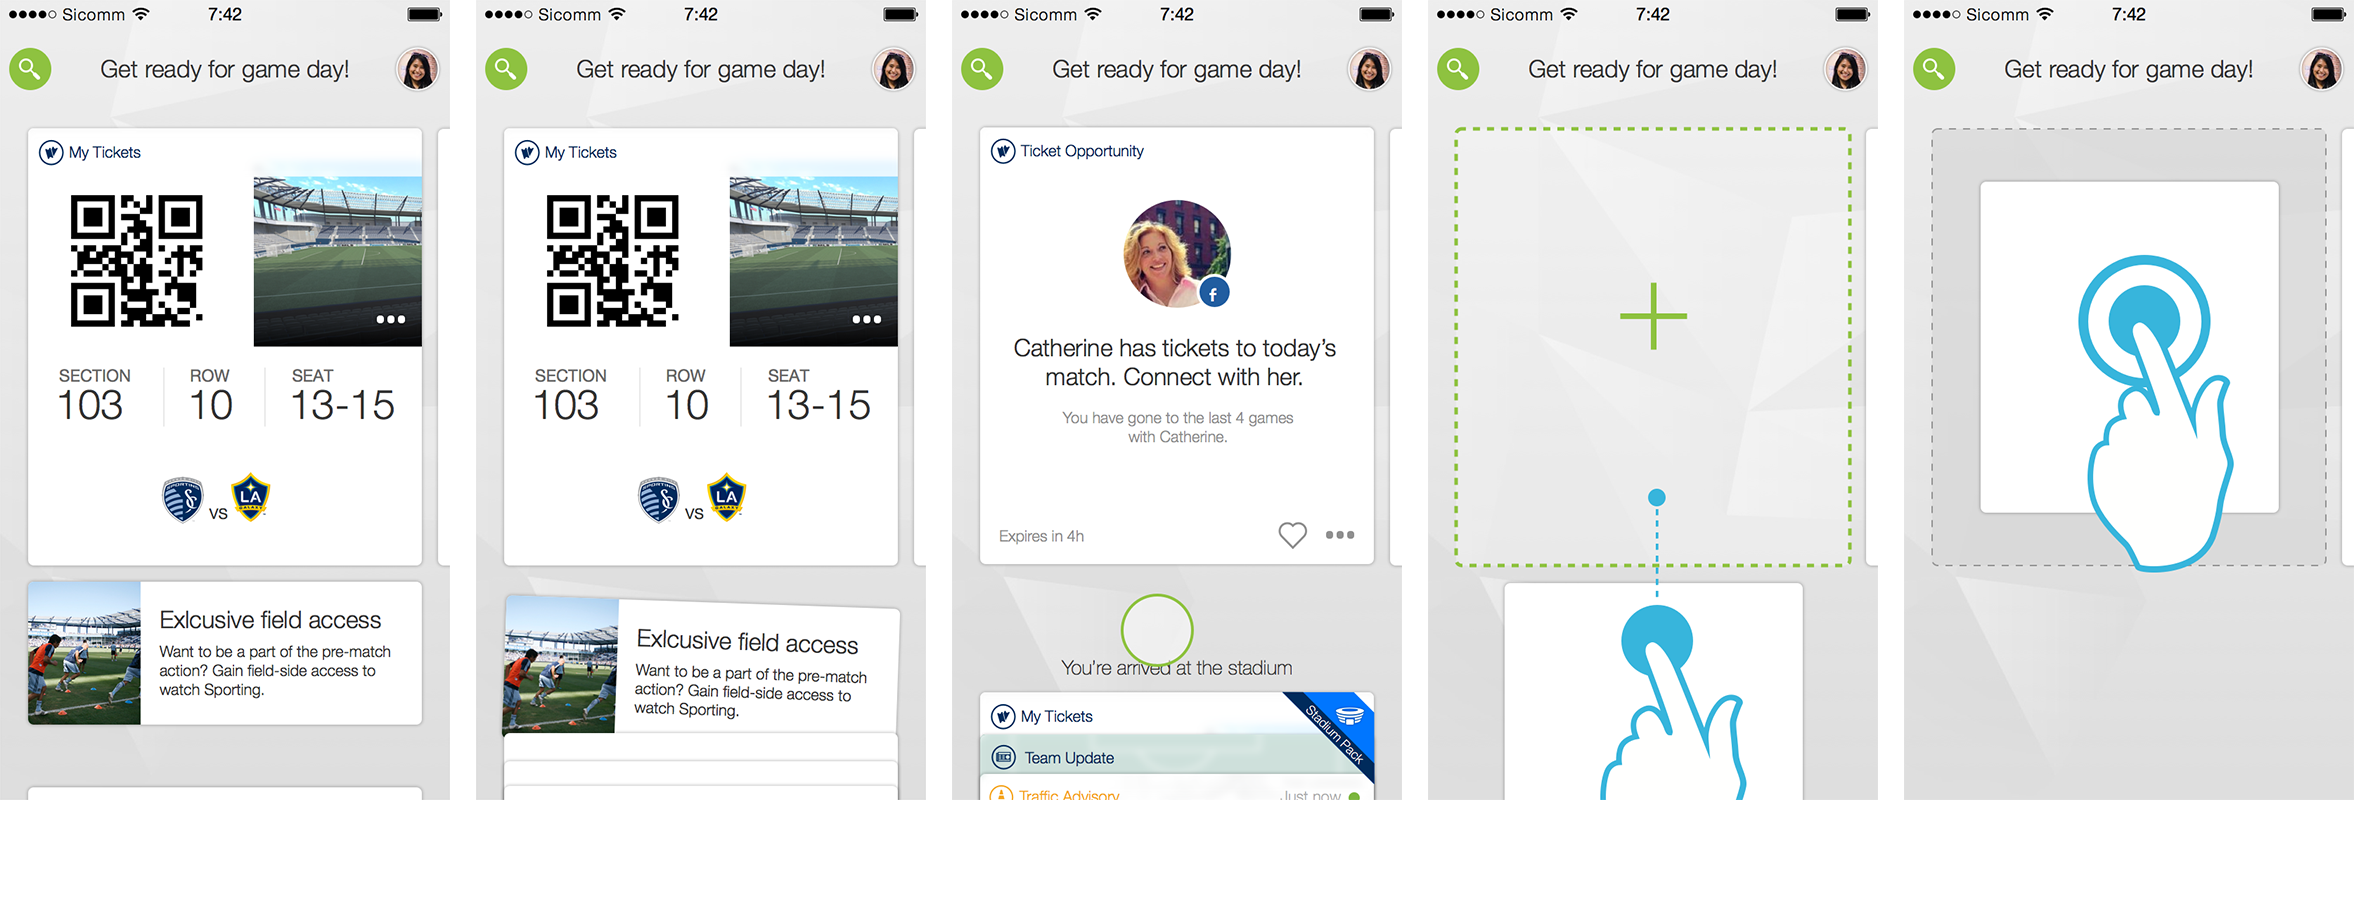 Sicomm 7:42
Get ready for game day!
My Tickets
SECTION ROW SEAT
103 10 13-15
SPORTING
VS
LA
GALAXY
Exlcusive field access
Want to be a part of the pre-match
action? Gain field-side access to
watch Sporting.
Sicomm 7:42
Get ready for game day!
My Tickets
SECTION ROW SEAT
103 10 13-15
SPORTING
VS
LA
GALAXY
Exlcusive field access
Want to be a part of the pre-match
action? Gain field-side access to
watch Sporting.
Sicomm 7:42
Get ready for game day!
Ticket Opportunity
f
Catherine has tickets to today's
match. Connect with her.
You have gone to the last 4 games
with Catherine.
Expires in 4h
You're arrived at the stadium
My Tickets
Stadium Pack
Team Update
Traffic Advisory Just now
Sicomm 7:42
Get ready for game day!
Sicomm 7:42
Get ready for game day!